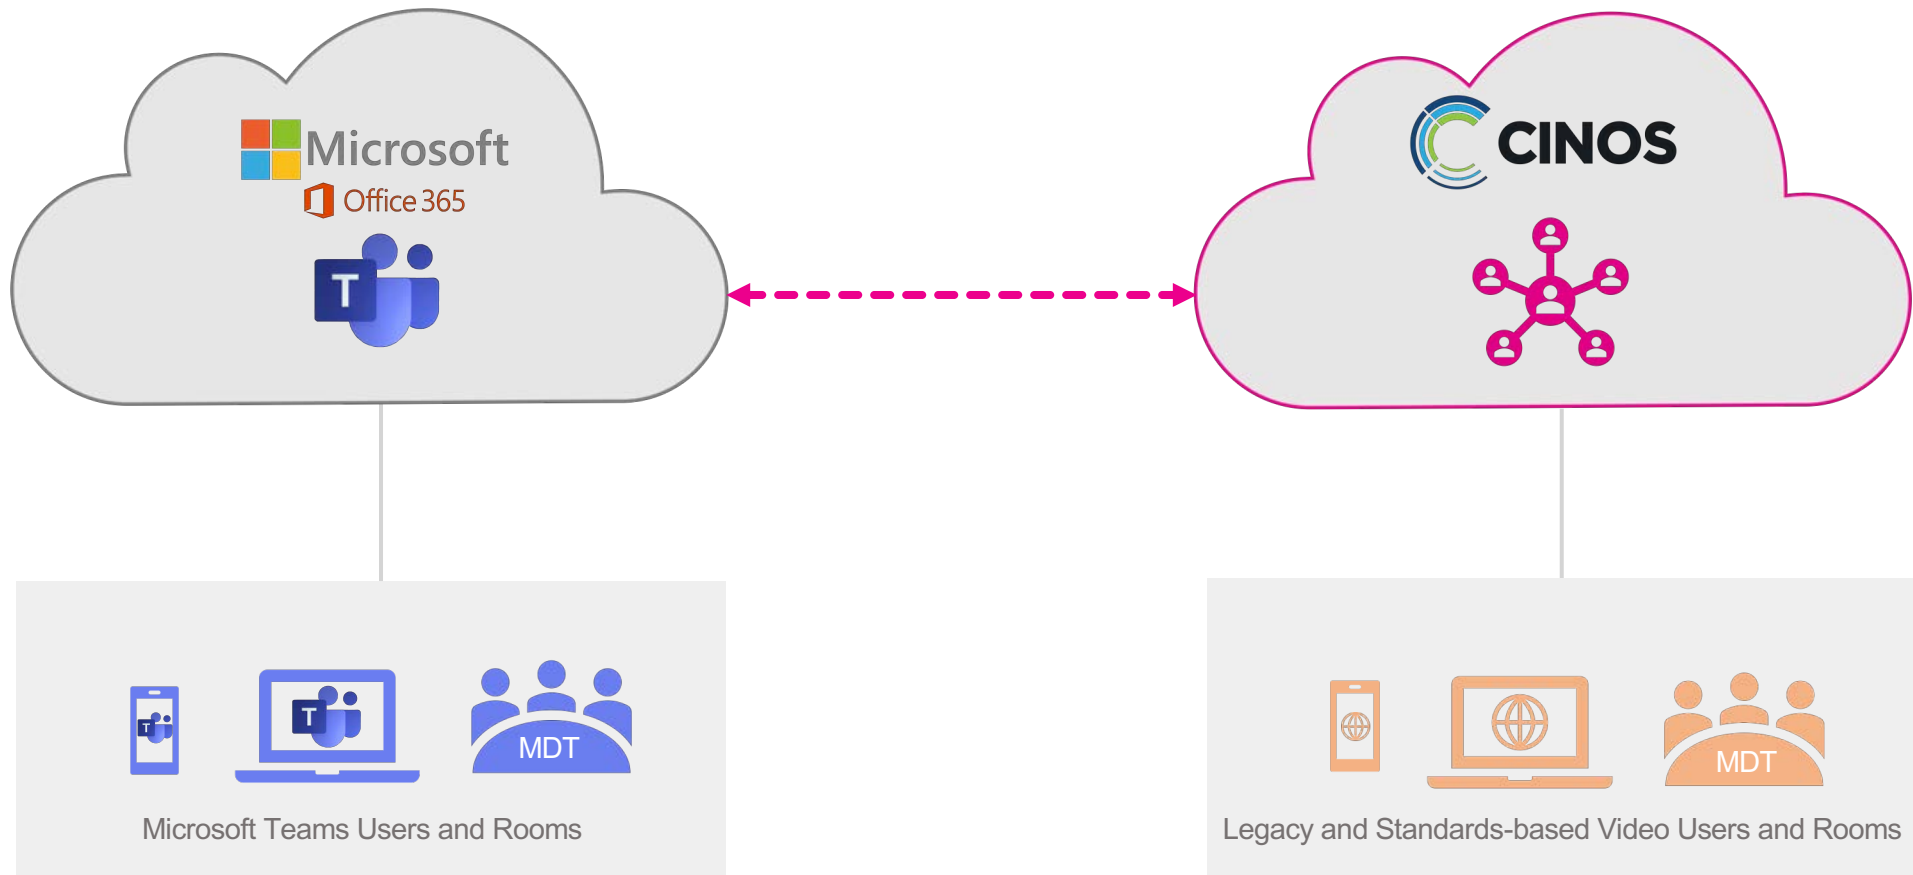 Microsoft
Office 365
T
CINOS
T
T
MDT
Microsoft Teams Users and Rooms
MDT
Legacy and Standards-based Video Users and Rooms